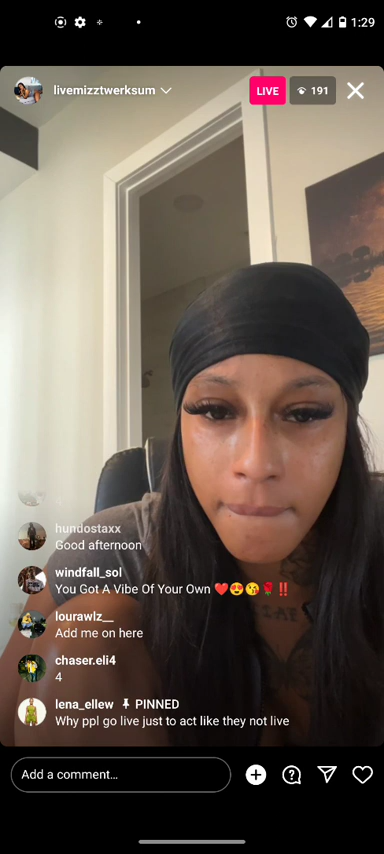 1:29
livemizztwerksum
LIVE
191
hundostaxx
Good afternoon
windfall_sol
You Got A Vibe Of Your Own ❤️😍😘🌹‼️
lourawlz__
Add me on here
chaser.eli4
4
lena_ellew PINNED
Why ppl go live just to act like they not live
Add a comment...